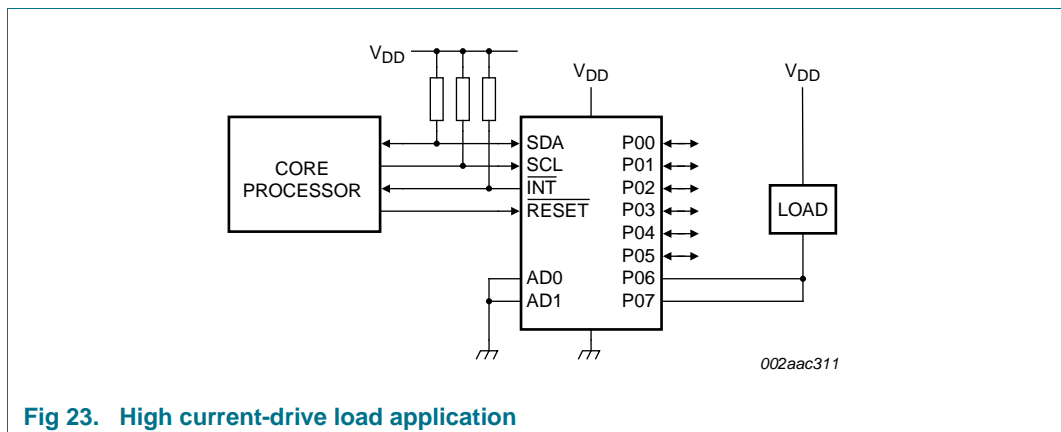 VDD
VDD
VDD
CORE
PROCESSOR
SDA
SCL
INT
RESET
AD0
AD1
P00
P01
P02
P03
P04
P05
P06
P07
LOAD
002aac311
Fig 23. High current-drive load application